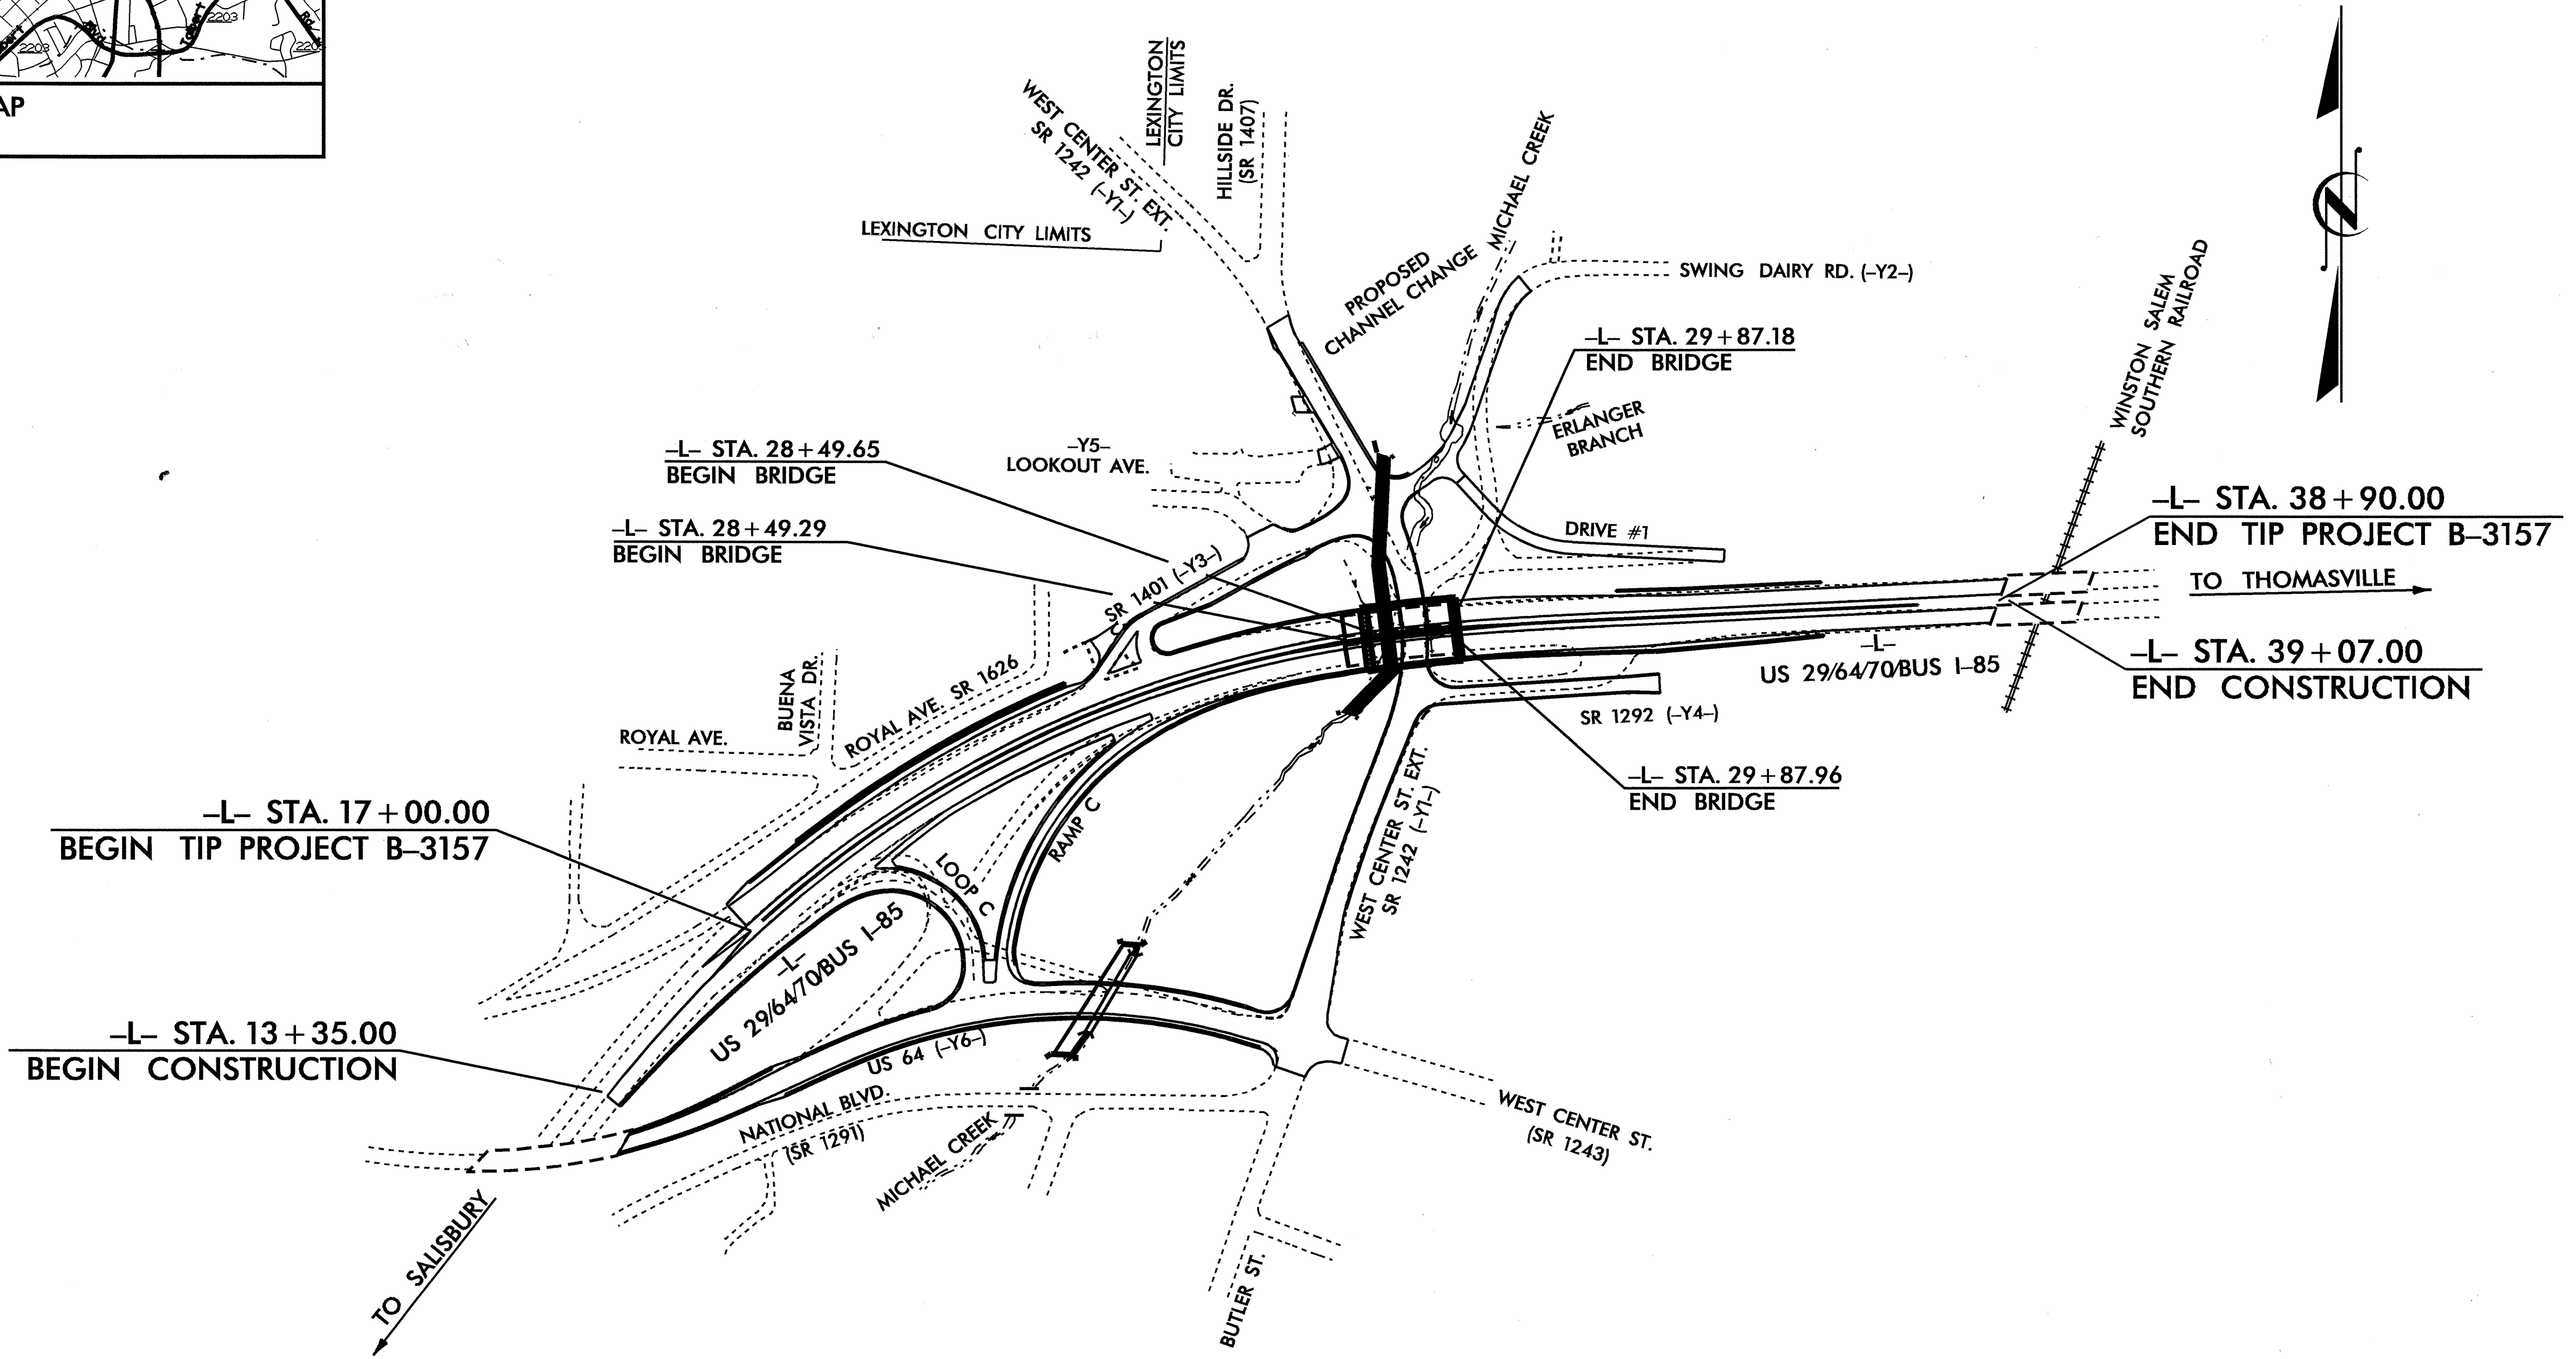 2203
Blvd
Talbert
2203
Rd
AP
LEXINGTON
CITY LIMITS
WEST CENTER ST. EXT.
SR 1242 (-Y1-)
HILLSIDE DR.
(SR 1407)
LEXINGTON CITY LIMITS
PROPOSED
CHANNEL CHANGE
MICHAEL CREEK
SWING DAIRY RD. (-Y2-)
N
WINSTON SALEM
SOUTHERN RAILROAD
-L- STA. 29+87.18
END BRIDGE
ERLANGER
BRANCH
-L- STA. 28+49.65
BEGIN BRIDGE
-Y5-
LOOKOUT AVE.
-L- STA. 28+49.29
BEGIN BRIDGE
DRIVE #1
-L- STA. 38+90.00
END TIP PROJECT B-3157
TO THOMASVILLE
SR 1401 (-Y3-)
-L- STA. 39+07.00
END CONSTRUCTION
-L-
US 29/64/70/BUS I-85
SR 1292 (-Y4-)
BUENA
VISTA DR.
ROYAL AVE. SR 1626
ROYAL AVE.
-L- STA. 29+87.96
END BRIDGE
-L- STA. 17+00.00
BEGIN TIP PROJECT B-3157
RAMP C
LOOP C
WEST CENTER ST. EXT.
SR 1242 (-Y1-)
-L-
US 29/64/70/BUS I-85
-L- STA. 13+35.00
BEGIN CONSTRUCTION
US 64 (-Y6-)
NATIONAL BLVD.
(SR 1291)
MICHAEL CREEK
WEST CENTER ST.
(SR 1243)
TO SALISBURY
BUTLER ST.